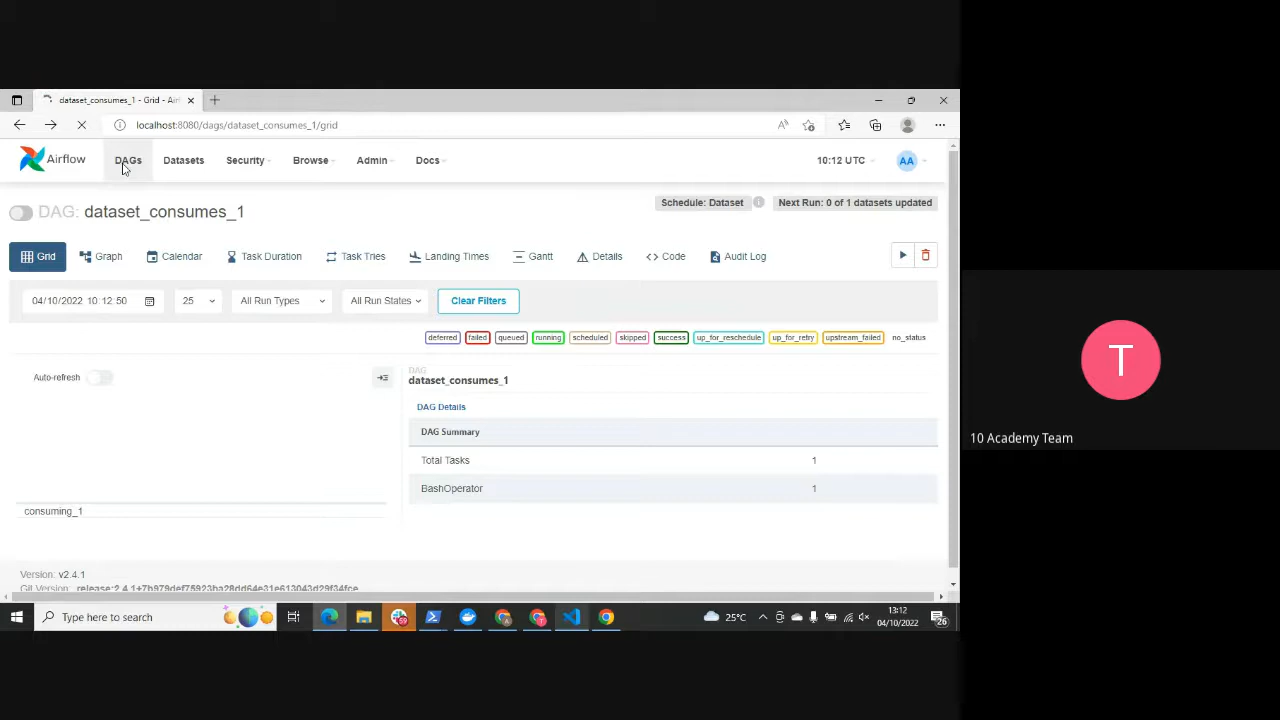 dataset_consumes_1 - Grid - Air
localhost:8080/dags/dataset_consumes_1/grid
Airflow
DAGs
Datasets
Security
Browse
Admin
Docs
10:12 UTC
AA
DAG: dataset_consumes_1
Schedule: Dataset
Next Run: 0 of 1 datasets updated
Grid
Graph
Calendar
Task Duration
Task Tries
Landing Times
Gantt
Details
Code
Audit Log
04/10/2022 10:12:50
25
All Run Types
All Run States
Clear Filters
deferred
failed
queued
running
scheduled
skipped
success
up_for_reschedule
up_for_retry
upstream_failed
no_status
Auto-refresh
DAG
dataset_consumes_1
DAG Details
DAG Summary
Total Tasks 1
BashOperator 1
consuming_1
Version: v2.4.1
Git Version:
Type here to search
25°C
13:12
04/10/2022
26
T
10 Academy Team